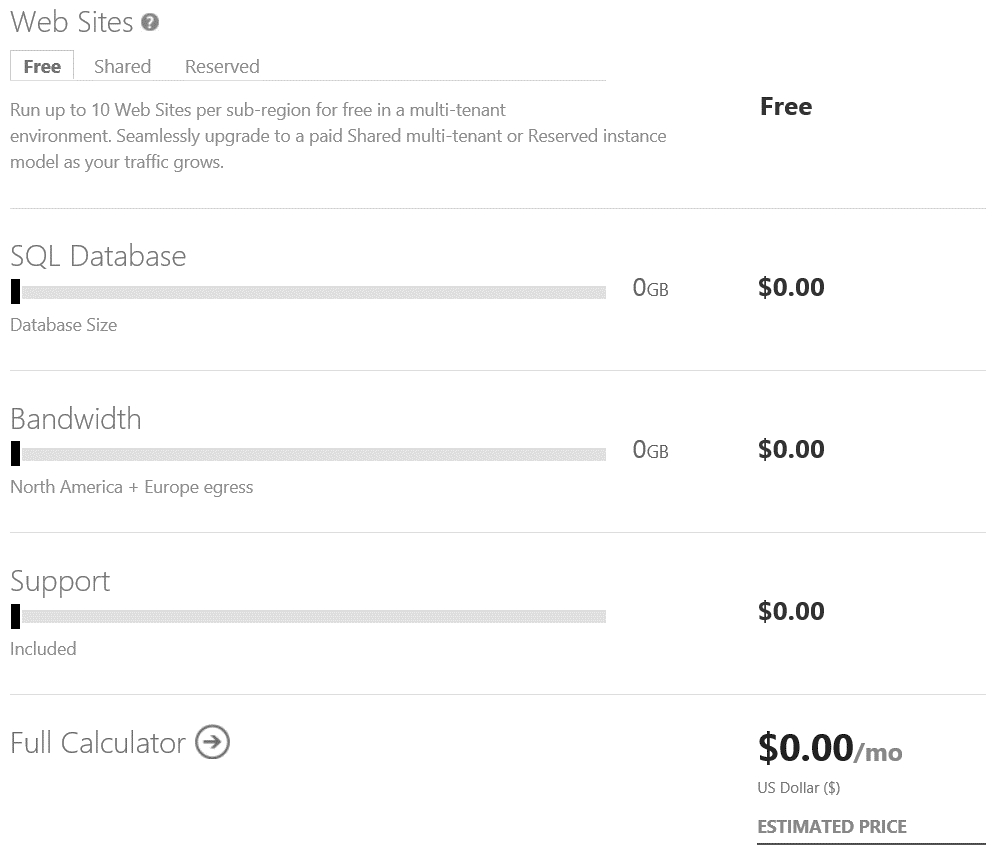 Web Sites ?
Free Shared Reserved
Run up to 10 Web Sites per sub-region for free in a multi-tenant
environment. Seamlessly upgrade to a paid Shared multi-tenant or Reserved instance
model as your traffic grows.
Free
SQL Database
0GB $0.00
Database Size
Bandwidth
0GB $0.00
North America + Europe egress
Support
$0.00
Included
Full Calculator
$0.00/mo
US Dollar ($)
ESTIMATED PRICE